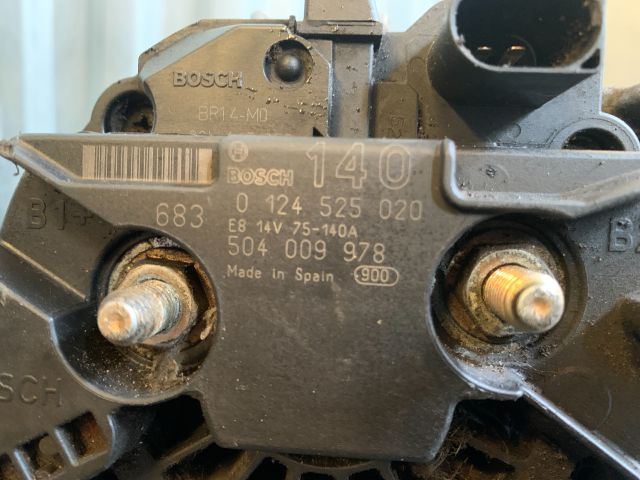 BOSCH
BR14-M0
BOSCH 140
B1+ 683 0 124 525 020
E8 14V 75-140A
504 009 978
Made in Spain 900